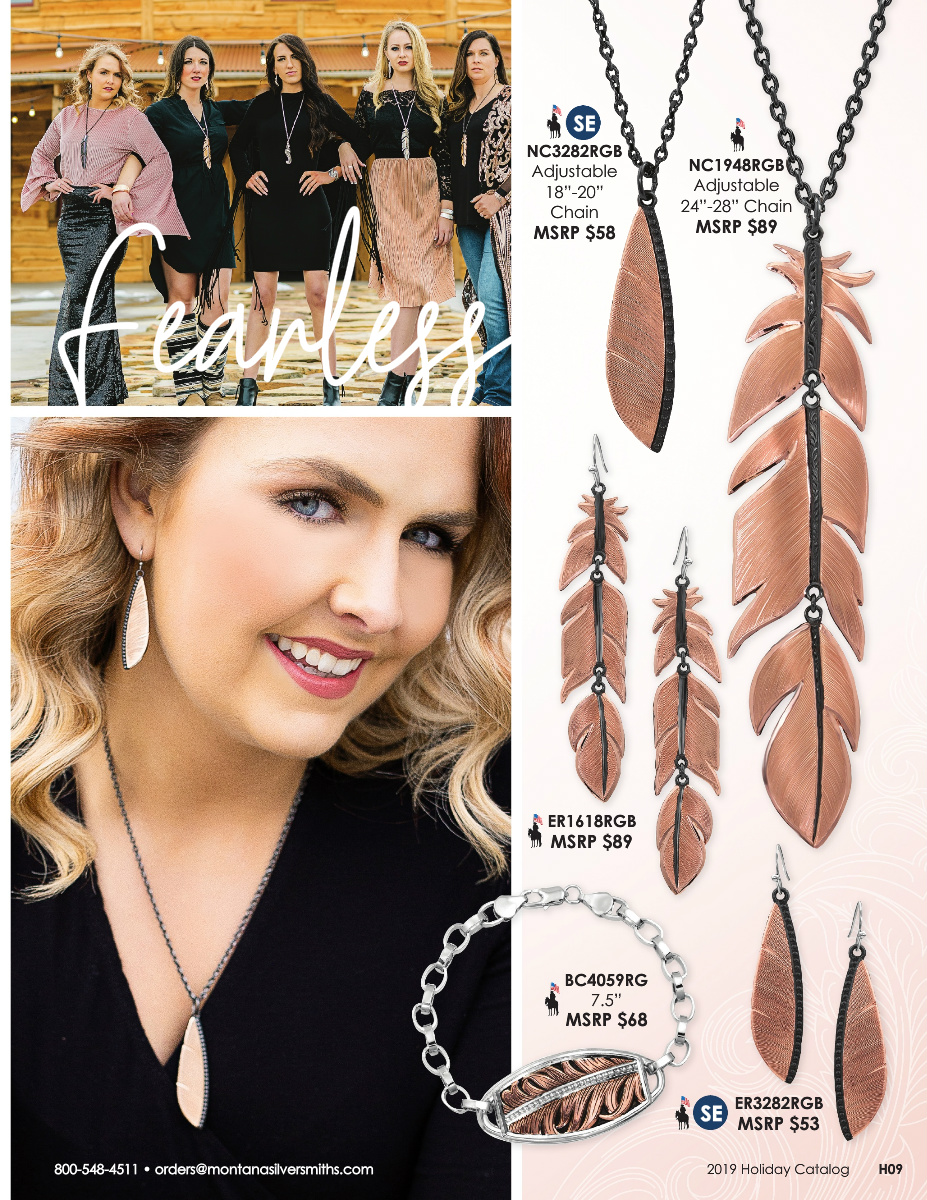 fearless
SE
NC3282RGB
Adjustable
18”-20”
Chain
MSRP $58
NC1948RGB
Adjustable
24”-28” Chain
MSRP $89
ER1618RGB
MSRP $89
BC4059RG
7.5”
MSRP $68
SE
ER3282RGB
MSRP $53
800-548-4511 • orders@montanasilversmiths.com
2019 Holiday Catalog H09